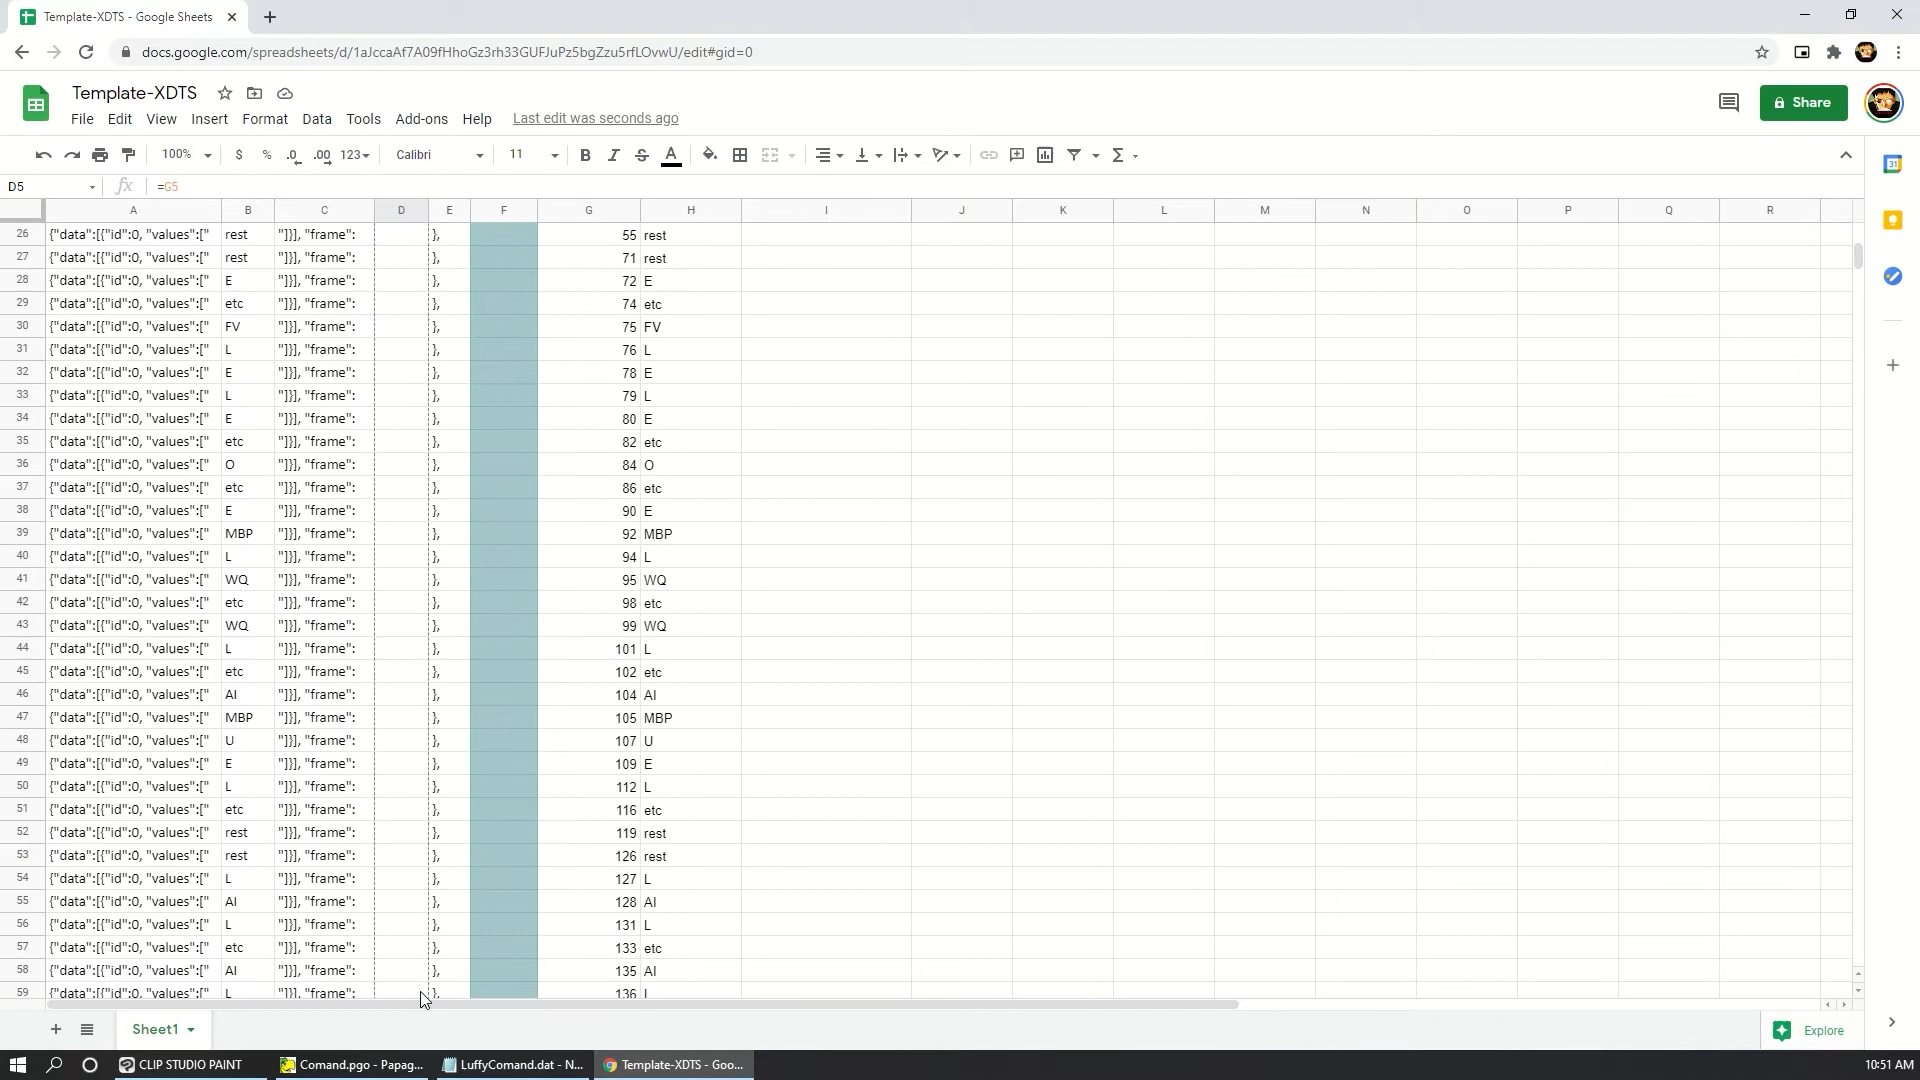 Template-XDTS - Google Sheets
docs.google.com/spreadsheets/d/1aJccaAf7A09fHhoGz3rh33GUFJuPz5bgZzu5rfLOvwU/edit#gid=0
Template-XDTS
Share
File Edit View Insert Format Data Tools Add-ons Help Last edit was seconds ago
100% $ % .0 .00 123 Calibri 11 B I S A Σ
D5 fx =G5
A B C D E F G H I J K L M N O P Q R
26 {"data":[{"id":0, "values":[" rest "]}], "frame": }, 55 rest
27 {"data":[{"id":0, "values":[" rest "]}], "frame": }, 71 rest
28 {"data":[{"id":0, "values":[" E "]}], "frame": }, 72 E
29 {"data":[{"id":0, "values":[" etc "]}], "frame": }, 74 etc
30 {"data":[{"id":0, "values":[" FV "]}], "frame": }, 75 FV
31 {"data":[{"id":0, "values":[" L "]}], "frame": }, 76 L
32 {"data":[{"id":0, "values":[" E "]}], "frame": }, 78 E
33 {"data":[{"id":0, "values":[" L "]}], "frame": }, 79 L
34 {"data":[{"id":0, "values":[" E "]}], "frame": }, 80 E
35 {"data":[{"id":0, "values":[" etc "]}], "frame": }, 82 etc
36 {"data":[{"id":0, "values":[" O "]}], "frame": }, 84 O
37 {"data":[{"id":0, "values":[" etc "]}], "frame": }, 86 etc
38 {"data":[{"id":0, "values":[" E "]}], "frame": }, 90 E
39 {"data":[{"id":0, "values":[" MBP "]}], "frame": }, 92 MBP
40 {"data":[{"id":0, "values":[" L "]}], "frame": }, 94 L
41 {"data":[{"id":0, "values":[" WQ "]}], "frame": }, 95 WQ
42 {"data":[{"id":0, "values":[" etc "]}], "frame": }, 98 etc
43 {"data":[{"id":0, "values":[" WQ "]}], "frame": }, 99 WQ
44 {"data":[{"id":0, "values":[" L "]}], "frame": }, 101 L
45 {"data":[{"id":0, "values":[" etc "]}], "frame": }, 102 etc
46 {"data":[{"id":0, "values":[" AI "]}], "frame": }, 104 AI
47 {"data":[{"id":0, "values":[" MBP "]}], "frame": }, 105 MBP
48 {"data":[{"id":0, "values":[" U "]}], "frame": }, 107 U
49 {"data":[{"id":0, "values":[" E "]}], "frame": }, 109 E
50 {"data":[{"id":0, "values":[" L "]}], "frame": }, 112 L
51 {"data":[{"id":0, "values":[" etc "]}], "frame": }, 116 etc
52 {"data":[{"id":0, "values":[" rest "]}], "frame": }, 119 rest
53 {"data":[{"id":0, "values":[" rest "]}], "frame": }, 126 rest
54 {"data":[{"id":0, "values":[" L "]}], "frame": }, 127 L
55 {"data":[{"id":0, "values":[" AI "]}], "frame": }, 128 AI
56 {"data":[{"id":0, "values":[" L "]}], "frame": }, 131 L
57 {"data":[{"id":0, "values":[" etc "]}], "frame": }, 133 etc
58 {"data":[{"id":0, "values":[" AI "]}], "frame": }, 135 AI
59 {"data":[{"id":0, "values":[" L "]}], "frame": }, 136 L
Sheet1 Explore
CLIP STUDIO PAINT Comand.pgo - Papag... LuffyComand.dat - N... Template-XDTS - Goo... 10:51 AM